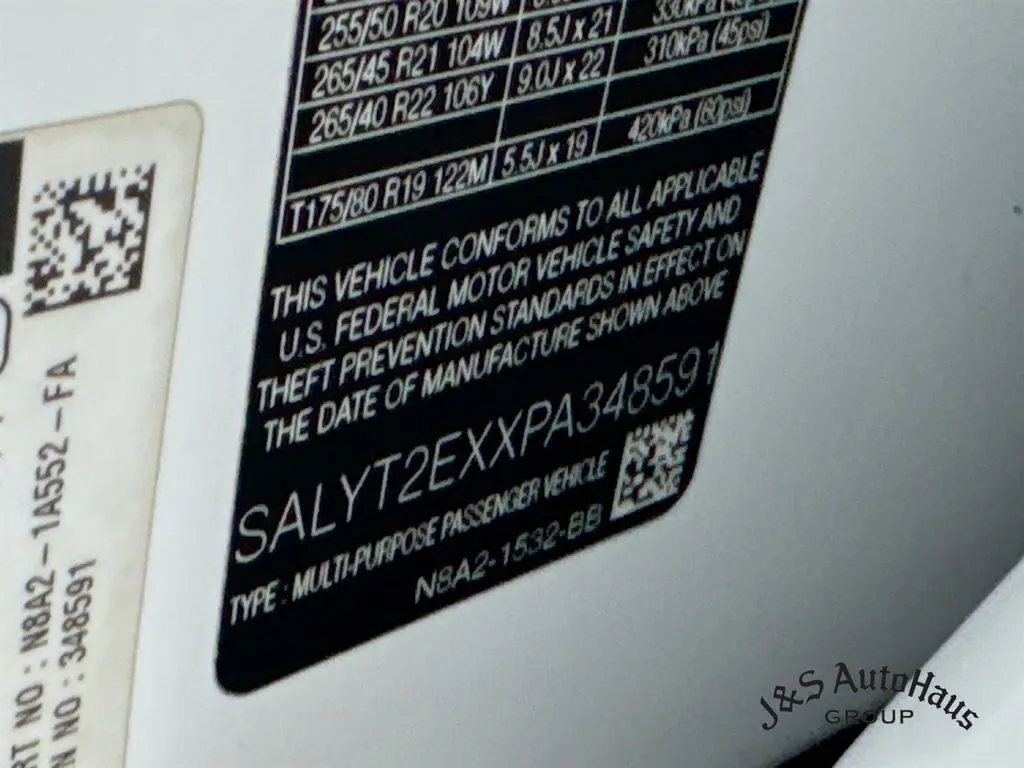 255/50 R20 109W
265/45 R21 104W 8.5J x 21 330kPa
265/40 R22 106Y 9.0J x 22 310kPa (45psi)
T175/80 R19 122M 5.5J x 19 420kPa (60psi)
THIS VEHICLE CONFORMS TO ALL APPLICABLE
U.S. FEDERAL MOTOR VEHICLE SAFETY AND
THEFT PREVENTION STANDARDS IN EFFECT ON
THE DATE OF MANUFACTURE SHOWN ABOVE
SALYT2EXXPA348591
TYPE : MULTI-PURPOSE PASSENGER VEHICLE
N8A2-1532-BB
RT NO : N8A2-1A552-FA
N NO : 348591
J&S AutoHaus
GROUP